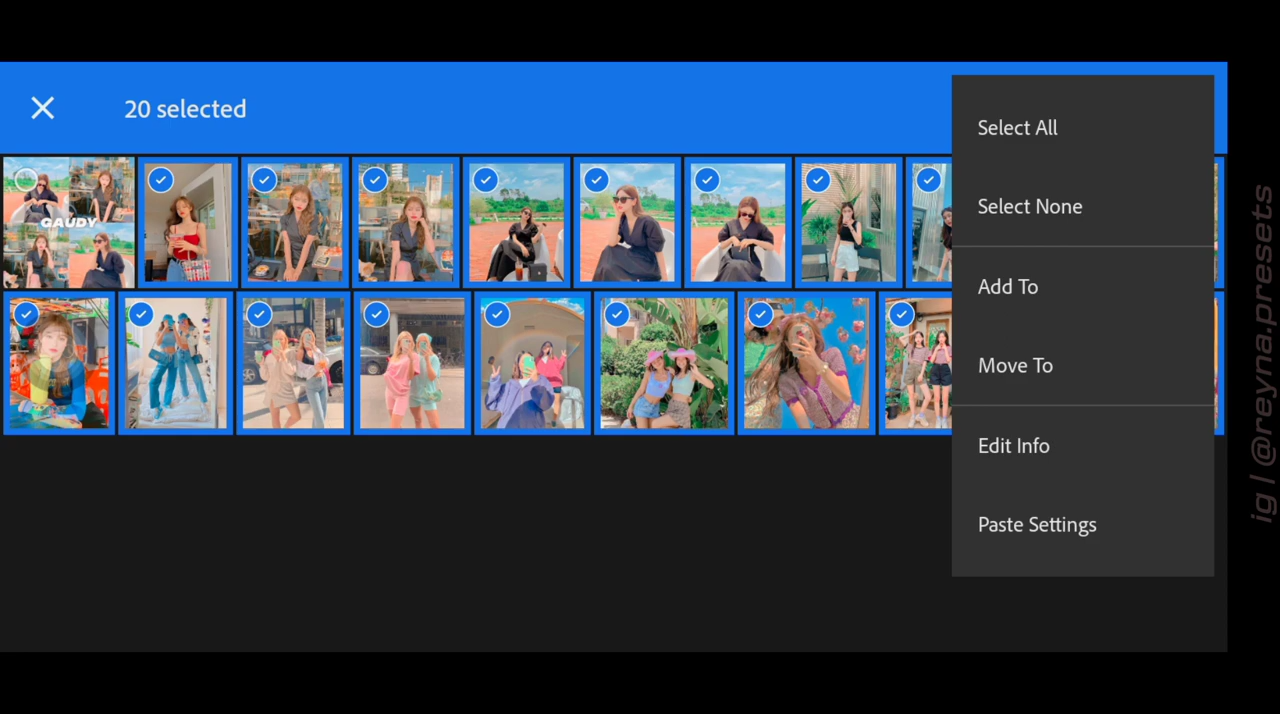 20 selected
Select All
Select None
Add To
Move To
Edit Info
Paste Settings
GAUDY
ig | @reyna.presets